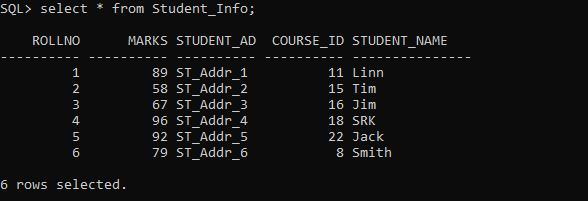 SQL> select * from Student_Info;
    ROLLNO      MARKS STUDENT_AD  COURSE_ID STUDENT_NAME
---------- ---------- ---------- ---------- ---------------
         1         89 ST_Addr_1          11 Linn
         2         58 ST_Addr_2          15 Tim
         3         67 ST_Addr_3          16 Jim
         4         96 ST_Addr_4          18 SRK
         5         92 ST_Addr_5          22 Jack
         6         79 ST_Addr_6           8 Smith
6 rows selected.